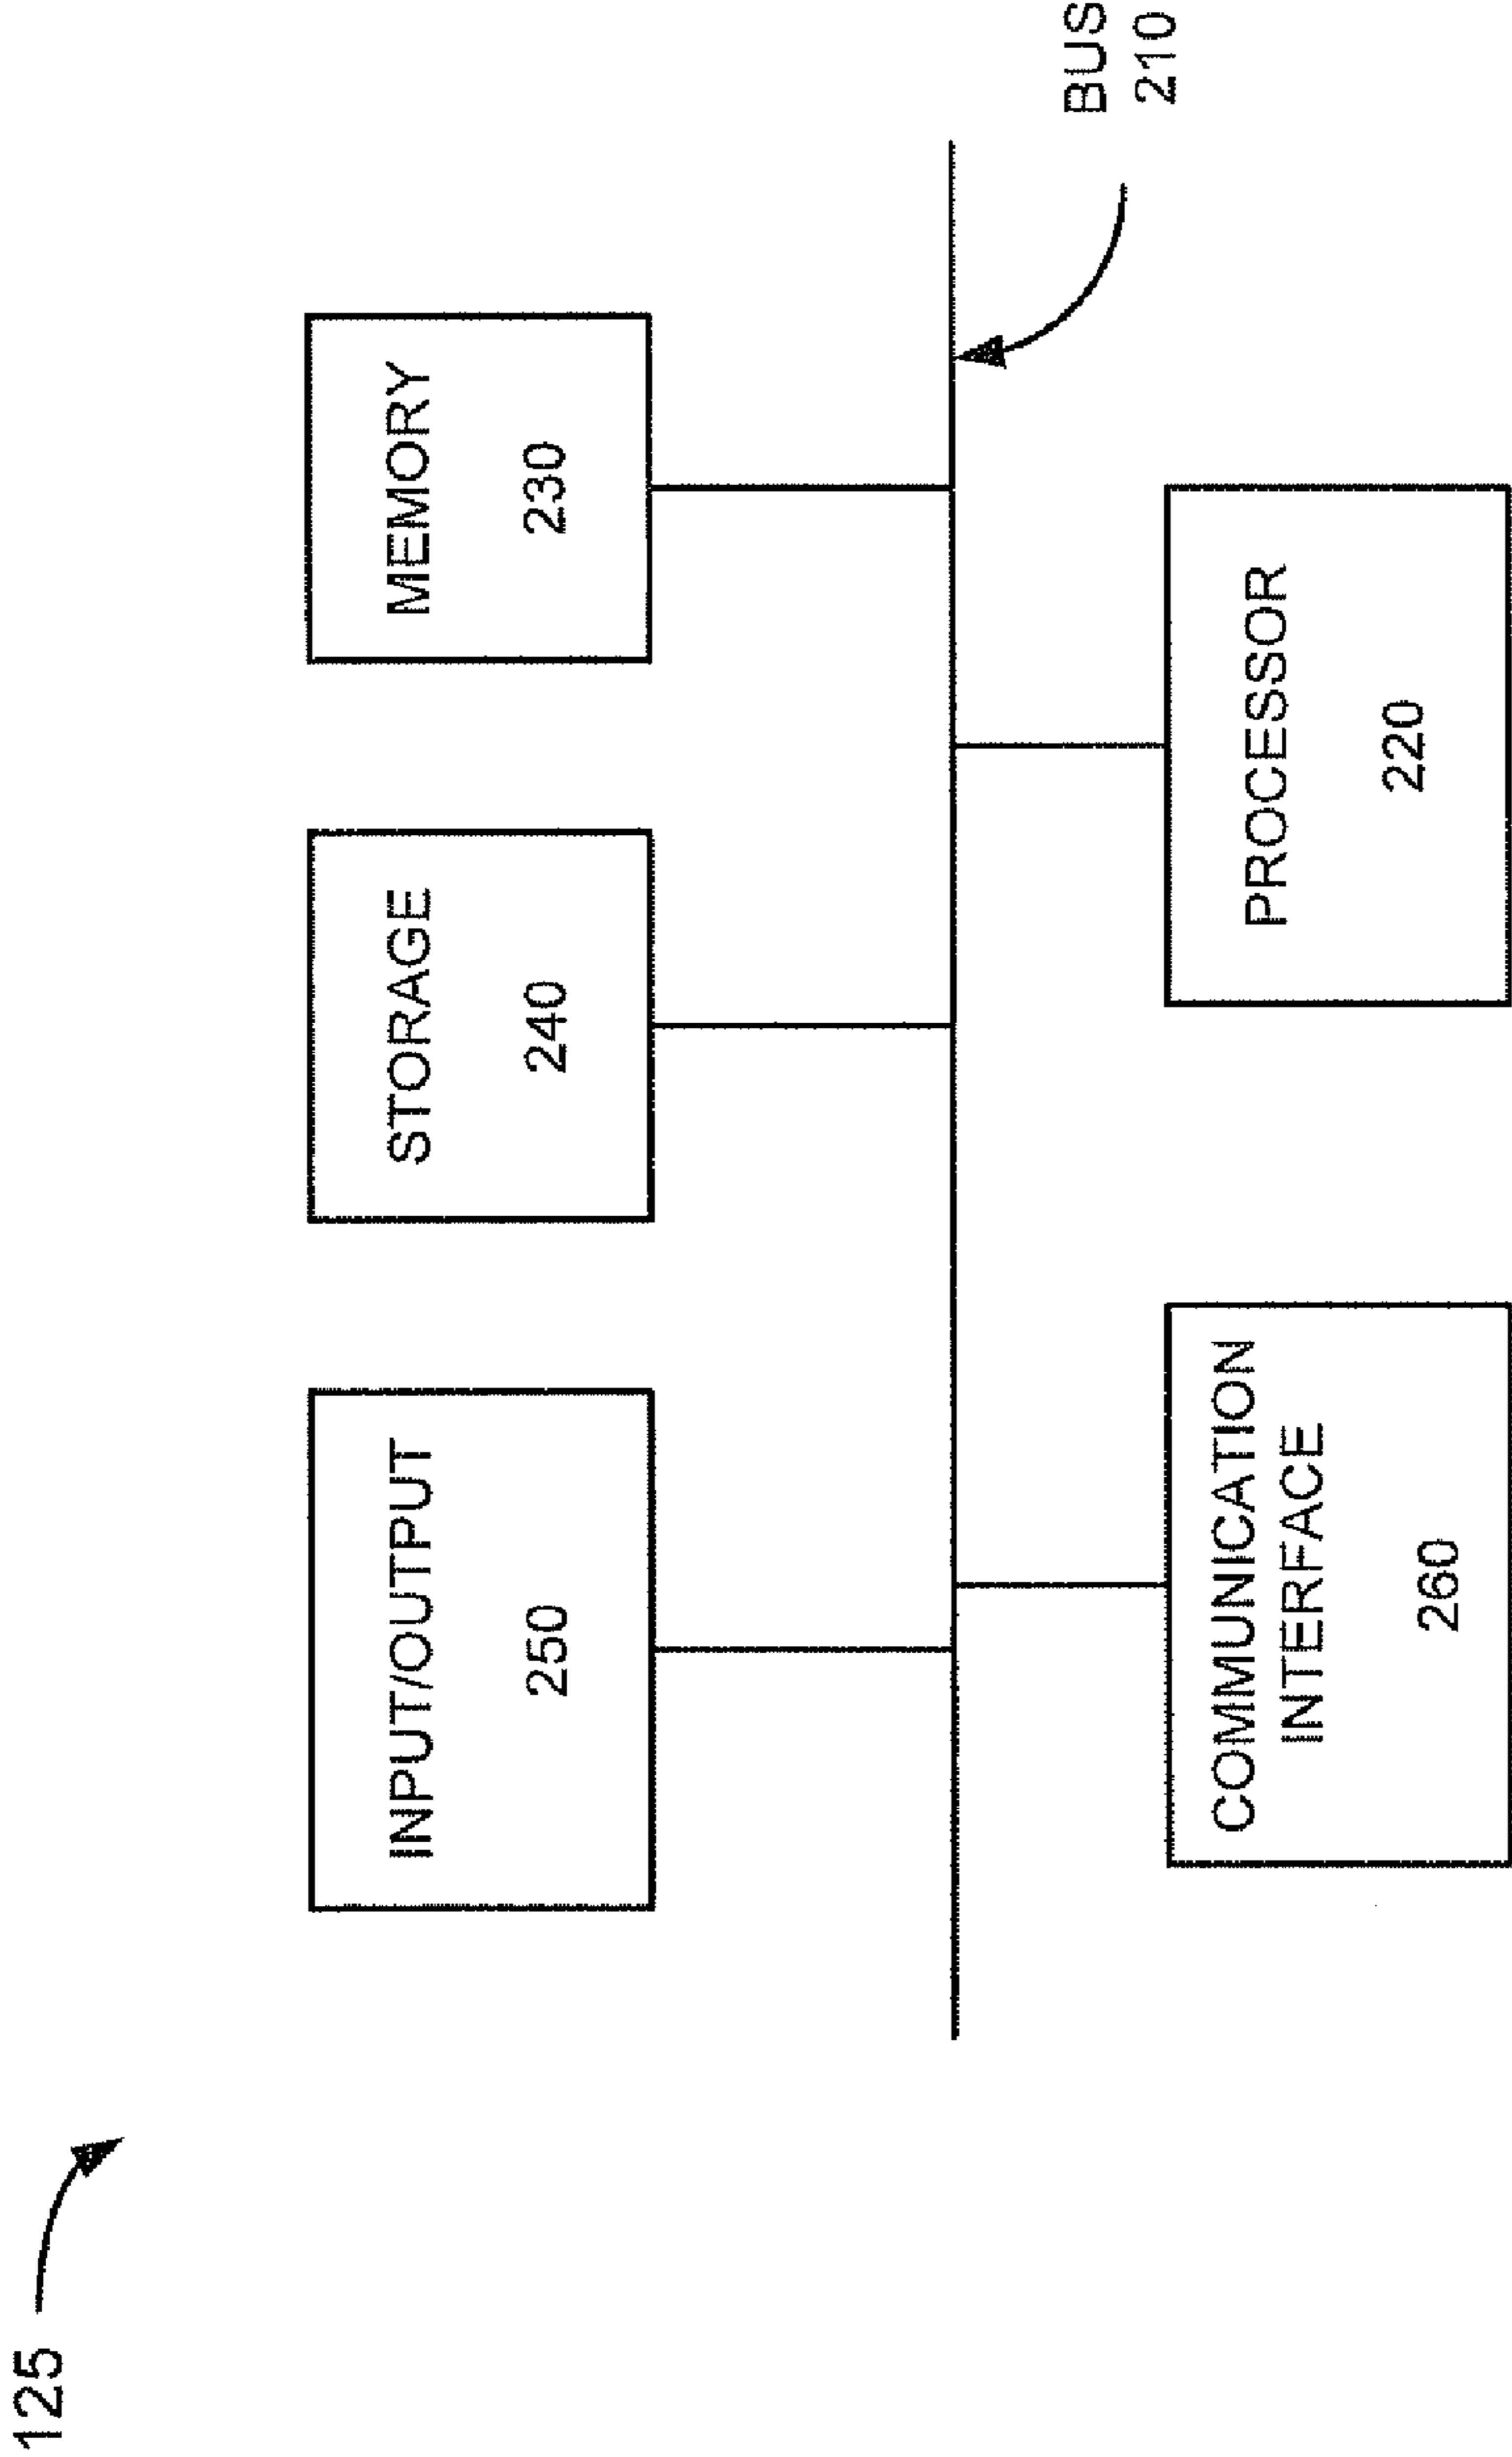 125
INPUT/OUTPUT
250
STORAGE
240
MEMORY
230
COMMUNICATION
INTERFACE
260
PROCESSOR
220
BUS
210